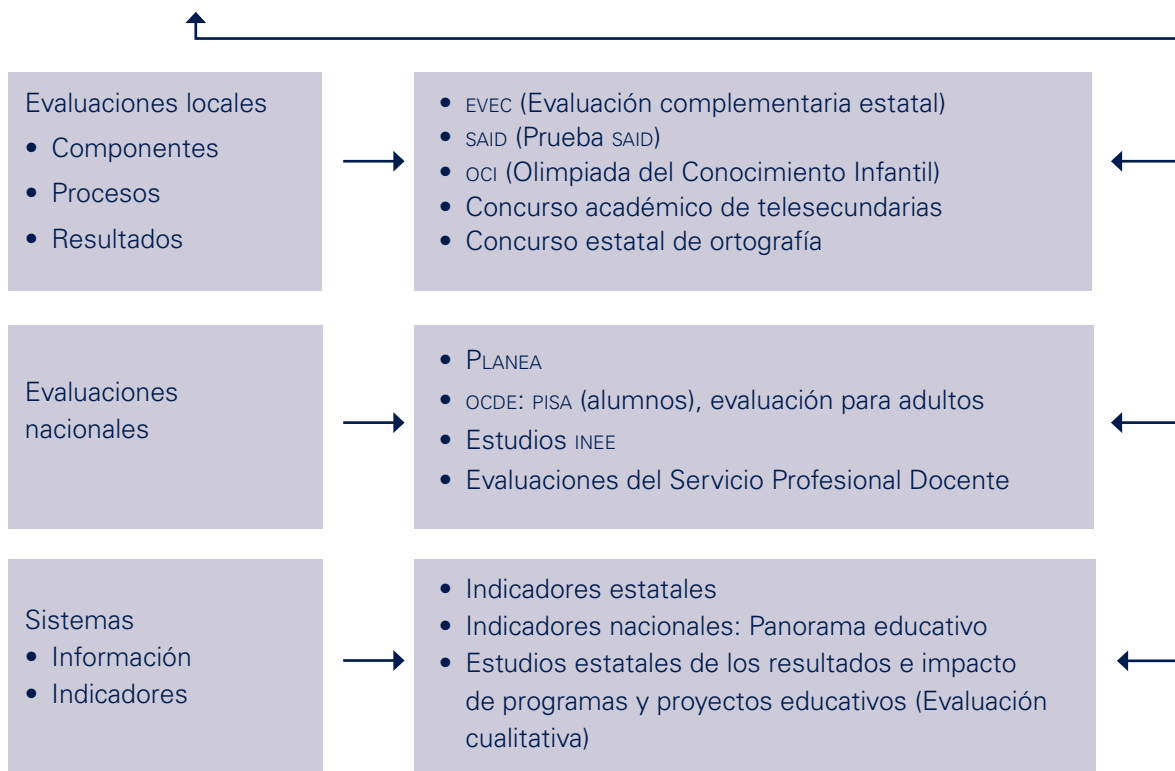 Evaluaciones locales
• Componentes
• Procesos
• Resultados
• EVEC (Evaluación complementaria estatal)
• SAID (Prueba SAID)
• OCI (Olimpiada del Conocimiento Infantil)
• Concurso académico de telesecundarias
• Concurso estatal de ortografía
Evaluaciones
nacionales
• PLANEA
• OCDE: PISA (alumnos), evaluación para adultos
• Estudios INEE
• Evaluaciones del Servicio Profesional Docente
Sistemas
• Información
• Indicadores
• Indicadores estatales
• Indicadores nacionales: Panorama educativo
• Estudios estatales de los resultados e impacto
de programas y proyectos educativos (Evaluación
cualitativa)